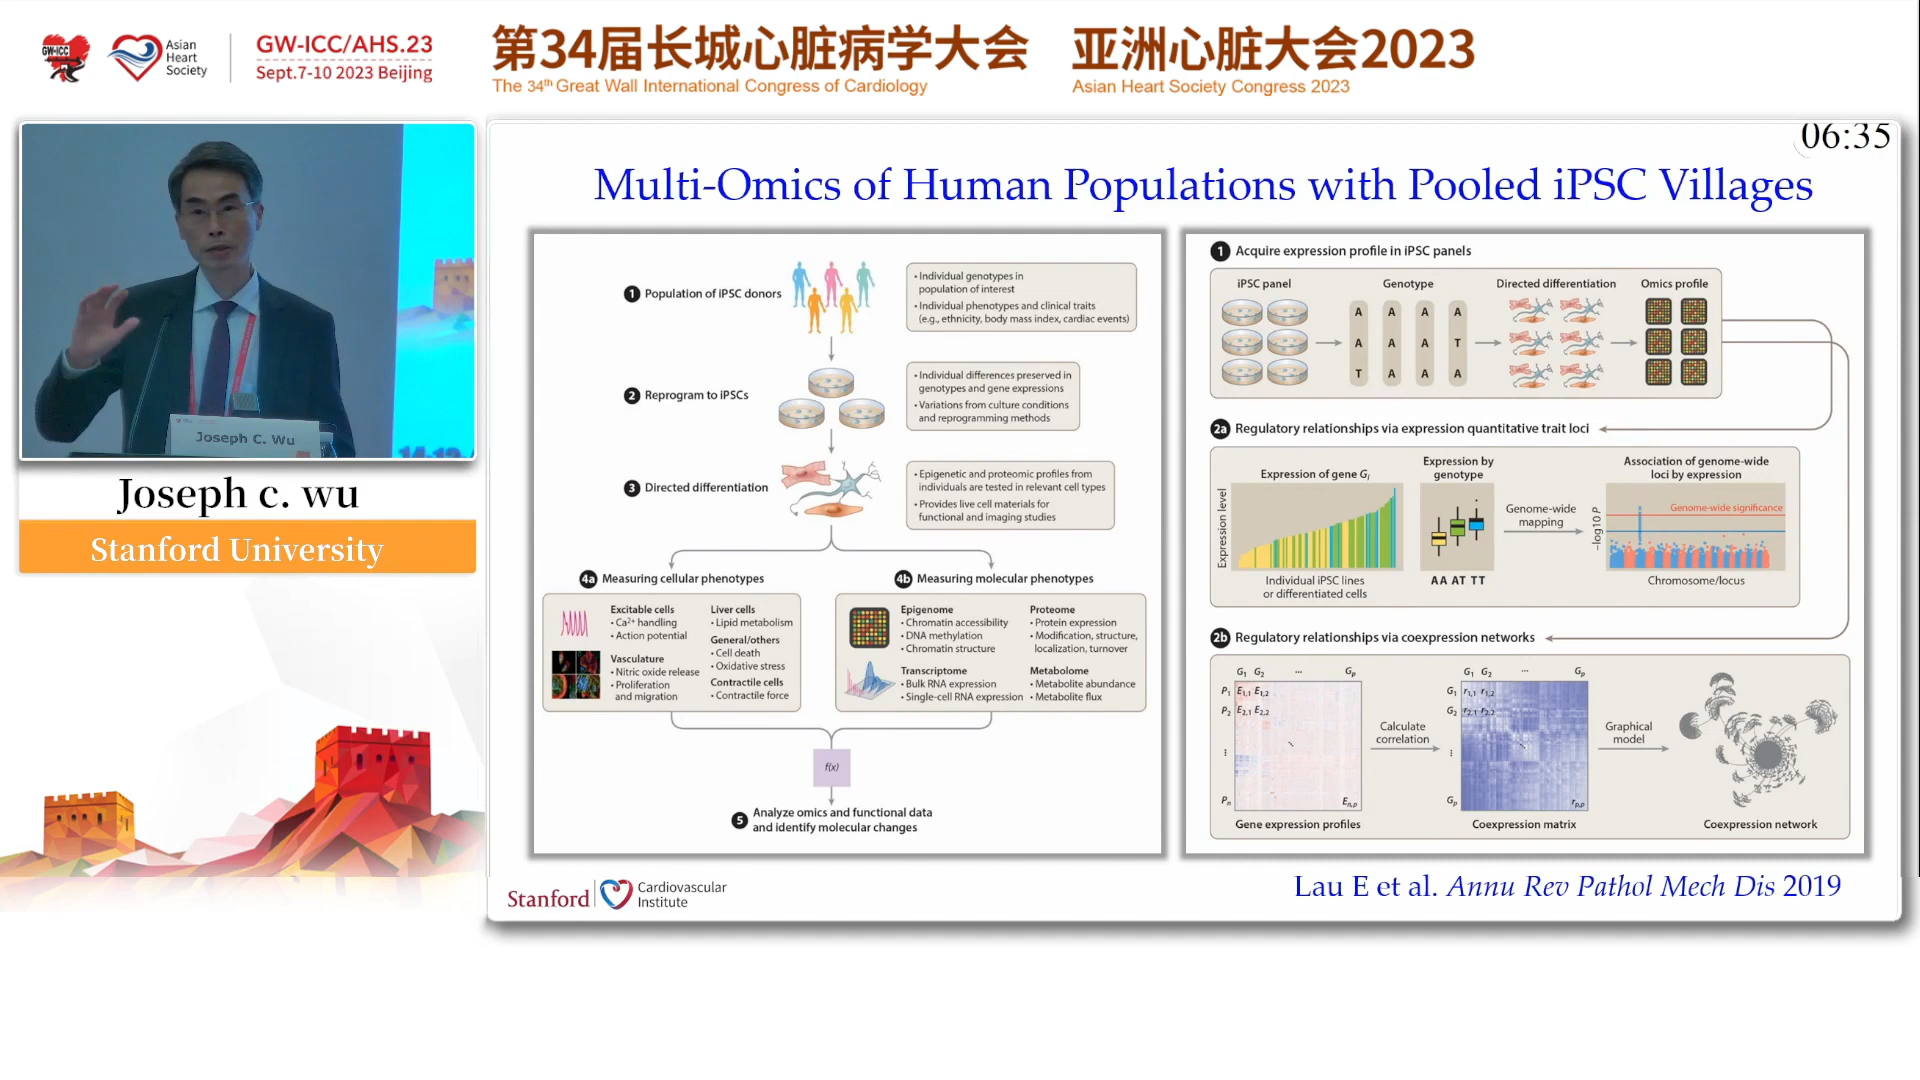 GW-ICC
Asian
Heart
Society
GW-ICC/AHS.23
Sept.7-10 2023 Beijing
第34届长城心脏病学大会
The 34th Great Wall International Congress of Cardiology
亚洲心脏大会2023
Asian Heart Society Congress 2023
Joseph C. Wu
Joseph c. wu
Stanford University
06:35
Multi-Omics of Human Populations with Pooled iPSC Villages
1 Population of iPSC donors
• Individual genotypes in
population of interest
• Individual phenotypes and clinical traits
(e.g., ethnicity, body mass index, cardiac events)
2 Reprogram to iPSCs
• Individual differences preserved in
genotypes and gene expressions
• Variations from culture conditions
and reprogramming methods
3 Directed differentiation
• Epigenetic and proteomic profiles from
individuals are tested in relevant cell types
• Provides live cell materials for
functional and imaging studies
4a Measuring cellular phenotypes
Excitable cells
• Ca2+ handling
• Action potential
Vasculature
• Nitric oxide release
• Proliferation
and migration
Liver cells
• Lipid metabolism
General/others
• Cell death
• Oxidative stress
Contractile cells
• Contractile force
4b Measuring molecular phenotypes
Epigenome
• Chromatin accessibility
• DNA methylation
• Chromatin structure
Transcriptome
• Bulk RNA expression
• Single-cell RNA expression
Proteome
• Protein expression
• Modification, structure,
localization, turnover
Metabolome
• Metabolite abundance
• Metabolite flux
f(x)
5 Analyze omics and functional data
and identify molecular changes
1 Acquire expression profile in iPSC panels
iPSC panel
Genotype
Directed differentiation
Omics profile
A A A A
A A A T
T A A A
2a Regulatory relationships via expression quantitative trait loci
Expression of gene Gi
Expression level
Individual iPSC lines
or differentiated cells
Expression by
genotype
AA AT TT
Genome-wide
mapping
Association of genome-wide
loci by expression
Genome-wide significance
–log10 P
Chromosome/locus
2b Regulatory relationships via coexpression networks
G1 G2 ... Gp
P1 E1,1 E1,2
P2 E2,1 E2,2
Pn En,p
Gene expression profiles
Calculate
correlation
G1 G2 ... Gp
G1 r1,1 r1,2
G2 r2,1 r2,2
Gp rp,p
Coexpression matrix
Graphical
model
Coexpression network
Stanford
Cardiovascular
Institute
Lau E et al. Annu Rev Pathol Mech Dis 2019